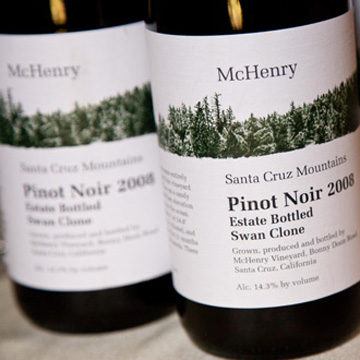 McHenry
Santa Cruz Mountains
Pinot Noir 2008
Estate Bottled
Swan Clone
McHenry
Santa Cruz Mountains
Pinot Noir 2008
Estate Bottled
Swan Clone
Grown, produced and bottled by
McHenry Vineyard, Bonny Doon Road
Santa Cruz, California
Alc. 14.3% by volume